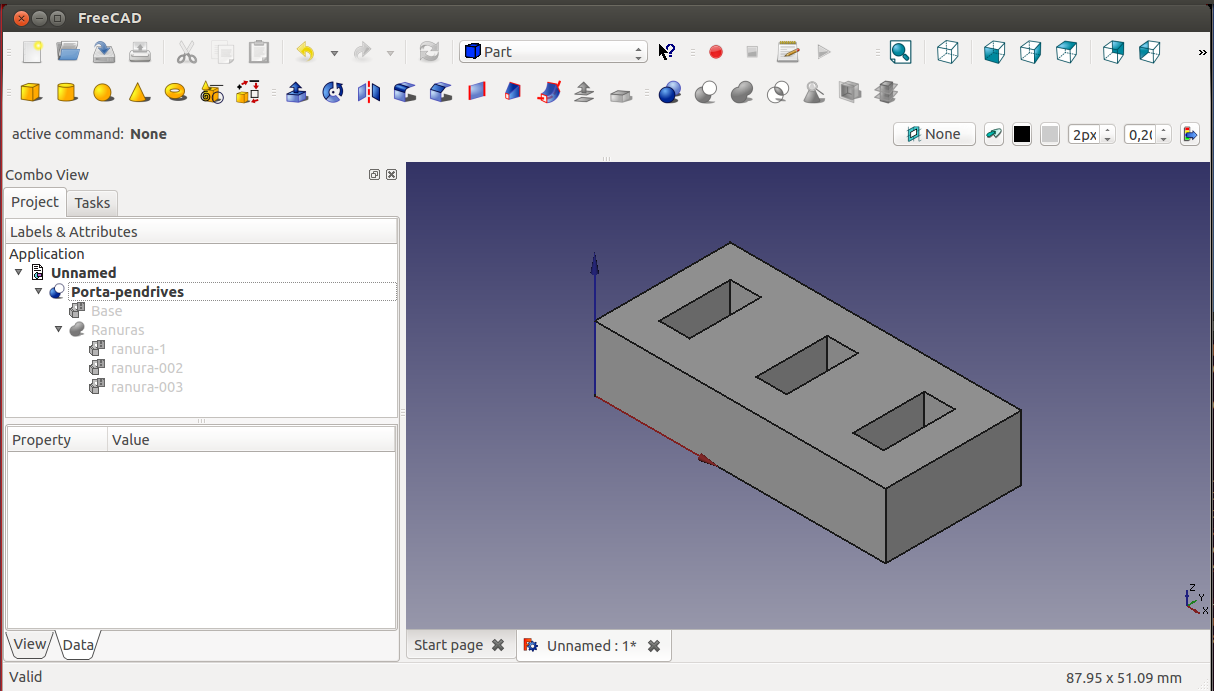 FreeCAD
Part
»
active command: None
None
2px
0,20
Combo View
Project
Tasks
Labels & Attributes
Application
Unnamed
Porta-pendrives
Base
Ranuras
ranura-1
ranura-002
ranura-003
Property
Value
View
Data
Z
Y
X
Start page
Unnamed : 1*
Valid
87.95 x 51.09 mm